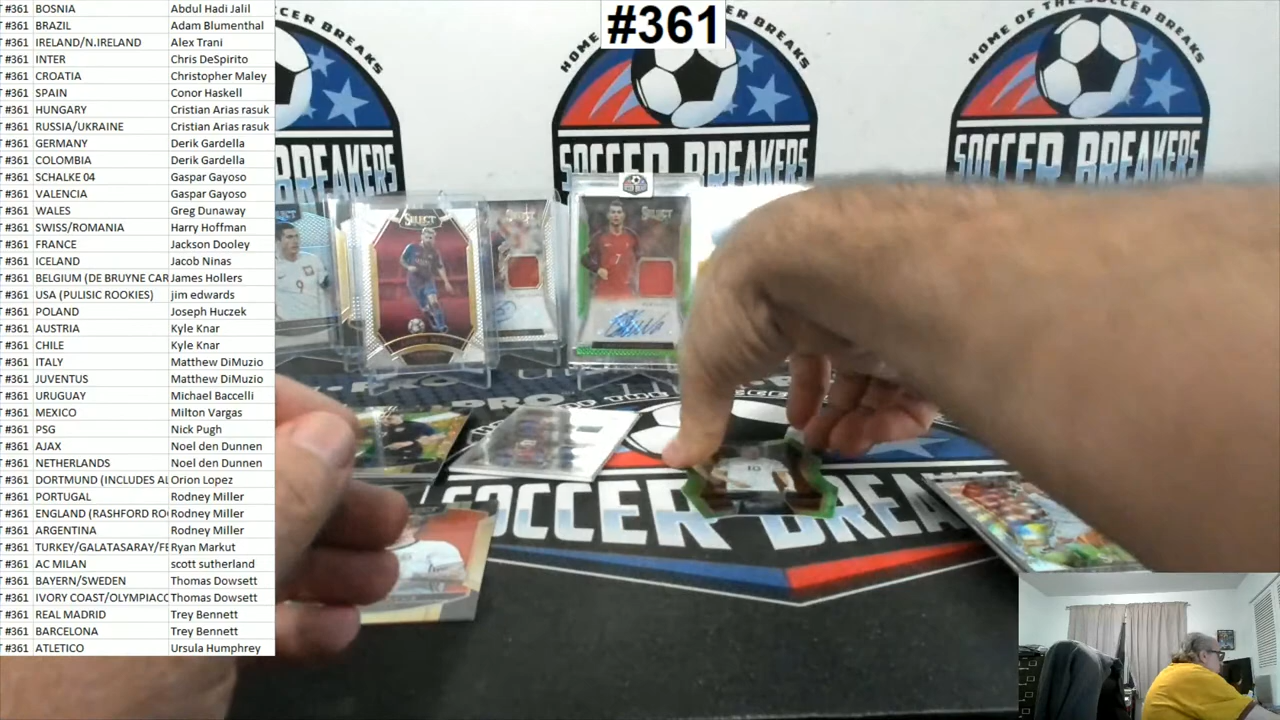 #361
T #361 BOSNIA Abdul Hadi Jalil
T #361 BRAZIL Adam Blumenthal
T #361 IRELAND/N.IRELAND Alex Trani
T #361 INTER Chris DeSpirito
T #361 CROATIA Christopher Maley
T #361 SPAIN Conor Haskell
T #361 HUNGARY Cristian Arias rasuk
T #361 RUSSIA/UKRAINE Cristian Arias rasuk
T #361 GERMANY Derik Gardella
T #361 COLOMBIA Derik Gardella
T #361 SCHALKE 04 Gaspar Gayoso
T #361 VALENCIA Gaspar Gayoso
T #361 WALES Greg Dunaway
T #361 SWISS/ROMANIA Harry Hoffman
T #361 FRANCE Jackson Dooley
T #361 ICELAND Jacob Ninas
T #361 BELGIUM (DE BRUYNE CAR James Hollers
T #361 USA (PULISIC ROOKIES) jim edwards
T #361 POLAND Joseph Huczek
T #361 AUSTRIA Kyle Knar
T #361 CHILE Kyle Knar
T #361 ITALY Matthew DiMuzio
T #361 JUVENTUS Matthew DiMuzio
T #361 URUGUAY Michael Baccelli
T #361 MEXICO Milton Vargas
T #361 PSG Nick Pugh
T #361 AJAX Noel den Dunnen
T #361 NETHERLANDS Noel den Dunnen
T #361 DORTMUND (INCLUDES AL Orion Lopez
T #361 PORTUGAL Rodney Miller
T #361 ENGLAND (RASHFORD RO Rodney Miller
T #361 ARGENTINA Rodney Miller
T #361 TURKEY/GALATASARAY/FE Ryan Markut
T #361 AC MILAN scott sutherland
T #361 BAYERN/SWEDEN Thomas Dowsett
T #361 IVORY COAST/OLYMPIACO Thomas Dowsett
T #361 REAL MADRID Trey Bennett
T #361 BARCELONA Trey Bennett
T #361 ATLETICO Ursula Humphrey
BREAKS
BREAKERS
HOME
BREAKS
SOCCER BREAKERS
HOME OF THE SOCCER BREAKS
SOCCER BREAKERS
SELECT
SELECT
7
10
SOCCER BREA